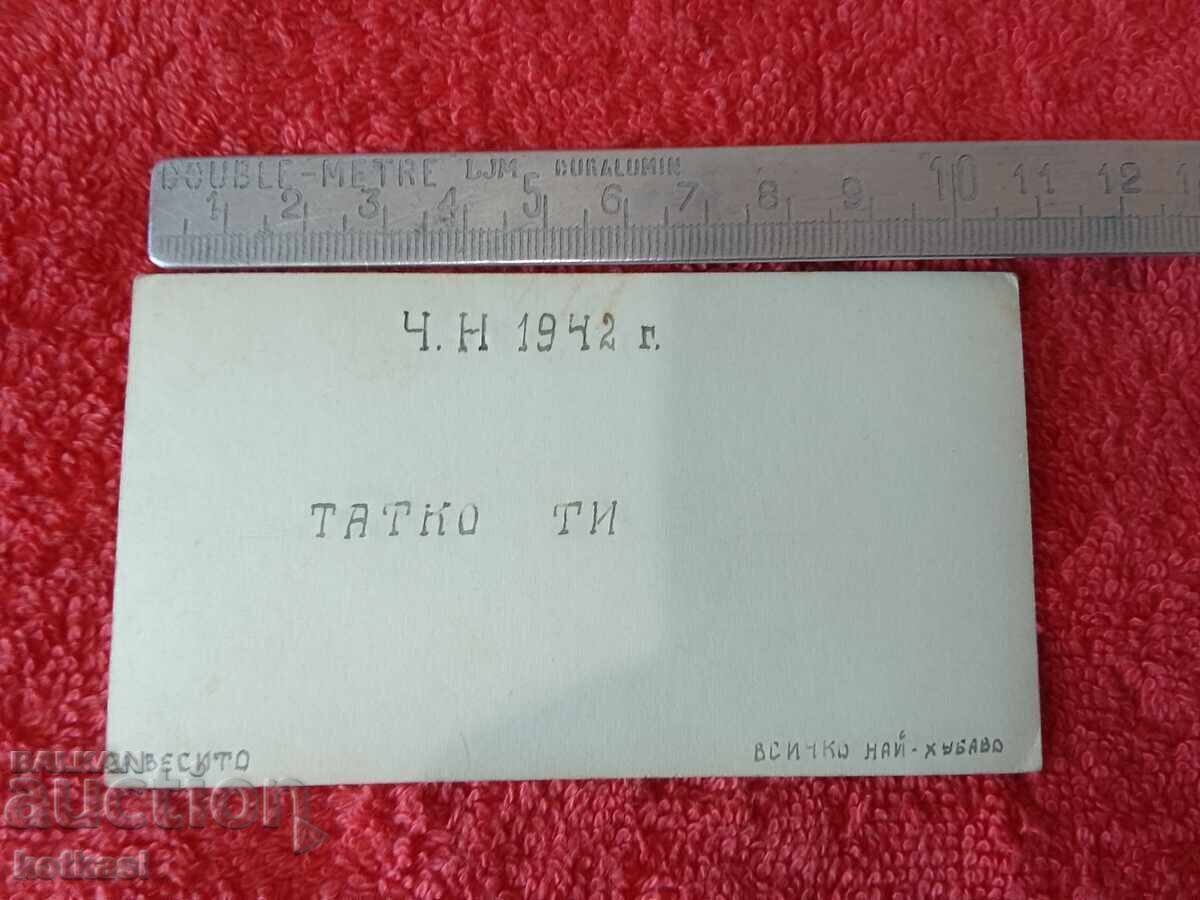 DOUBLE-METRE LJM DURALUMIN
1 2 3 4 5 6 7 8 9 10 11 12
Ч. Н 1942 г.
ТАТКО ТИ
ВСИЧКО НАЙ-ХУБАВО
BALKAN
auction
kotkasl